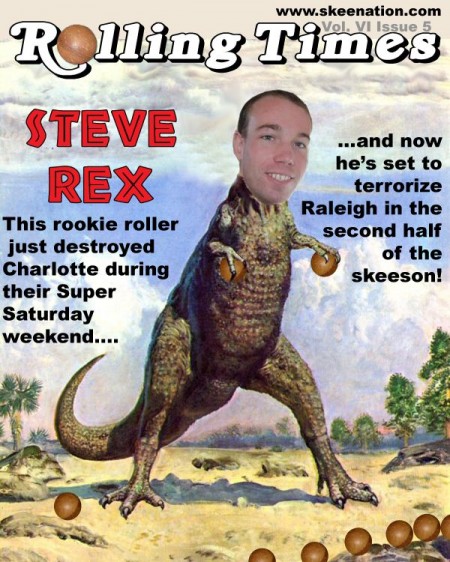 www.skeenation.com
Vol. VI Issue 5
Rolling Times
STEVE
REX
This rookie roller
just destroyed
Charlotte during
their Super
Saturday
weekend....
...and now
he's set to
terrorize
Raleigh in the
second half
of the
skeeson!